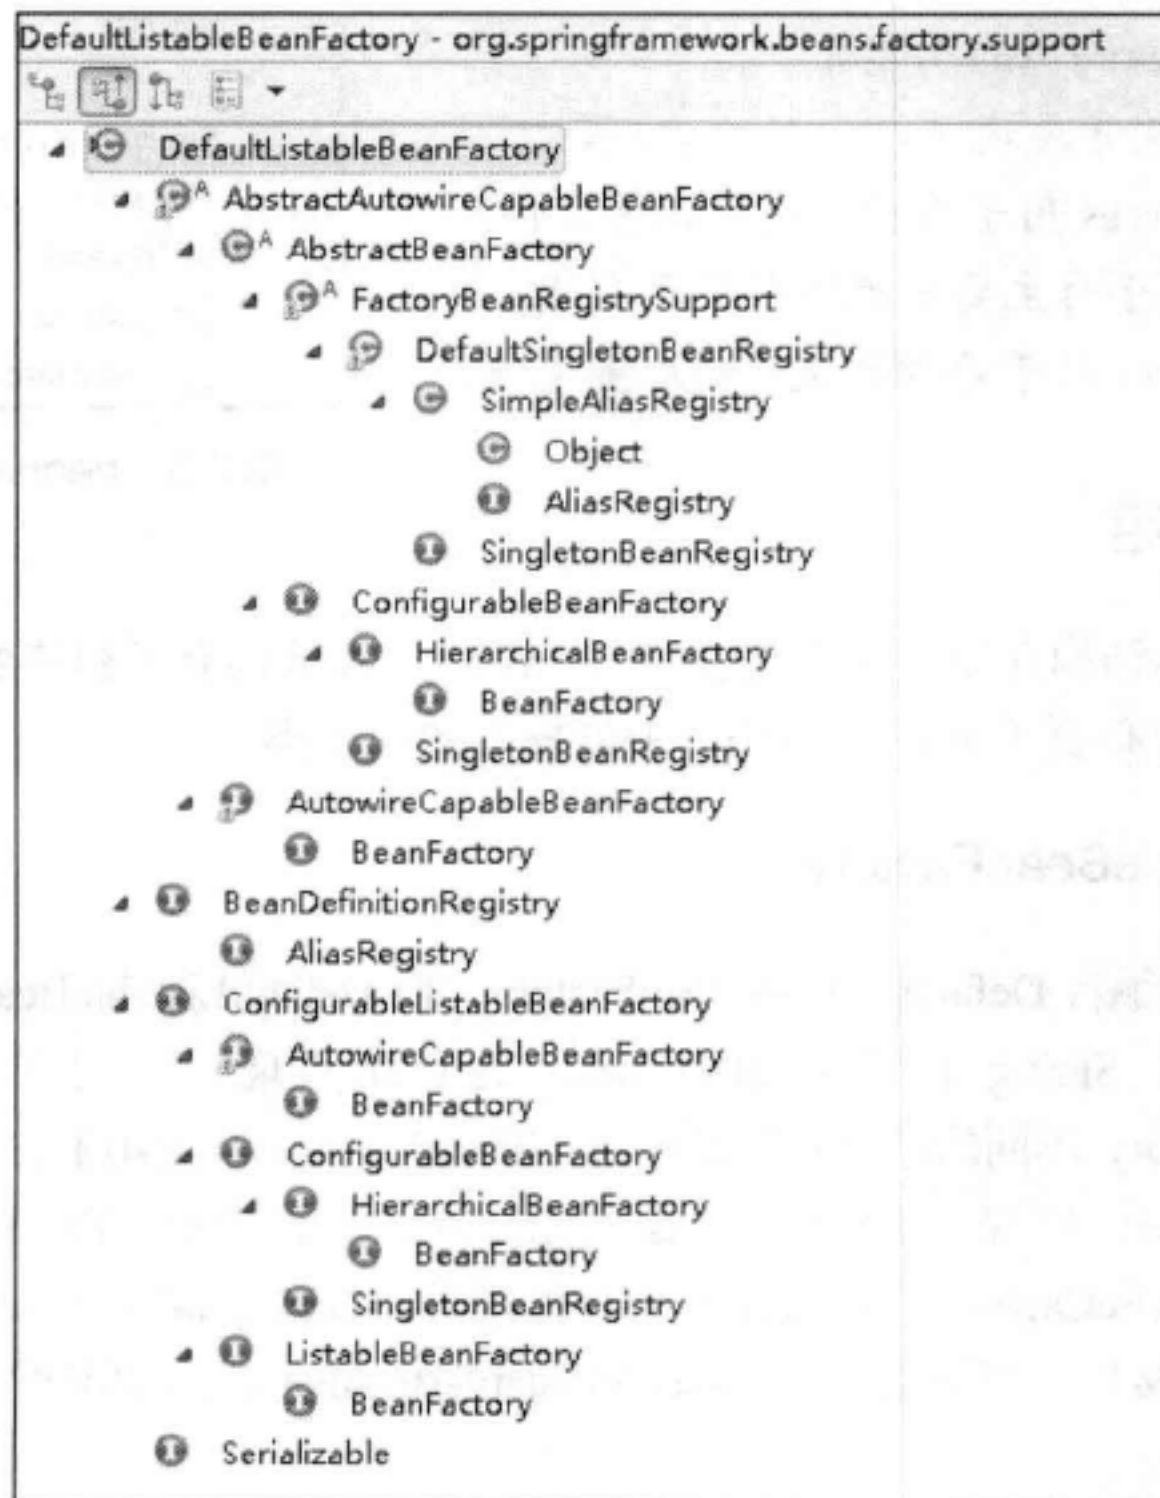 DefaultListableBeanFactory - org.springframework.beans.factory.support
DefaultListableBeanFactory
A AbstractAutowireCapableBeanFactory
A AbstractBeanFactory
A FactoryBeanRegistrySupport
DefaultSingletonBeanRegistry
SimpleAliasRegistry
Object
AliasRegistry
SingletonBeanRegistry
ConfigurableBeanFactory
HierarchicalBeanFactory
BeanFactory
SingletonBeanRegistry
AutowireCapableBeanFactory
BeanFactory
BeanDefinitionRegistry
AliasRegistry
ConfigurableListableBeanFactory
AutowireCapableBeanFactory
BeanFactory
ConfigurableBeanFactory
HierarchicalBeanFactory
BeanFactory
SingletonBeanRegistry
ListableBeanFactory
BeanFactory
Serializable